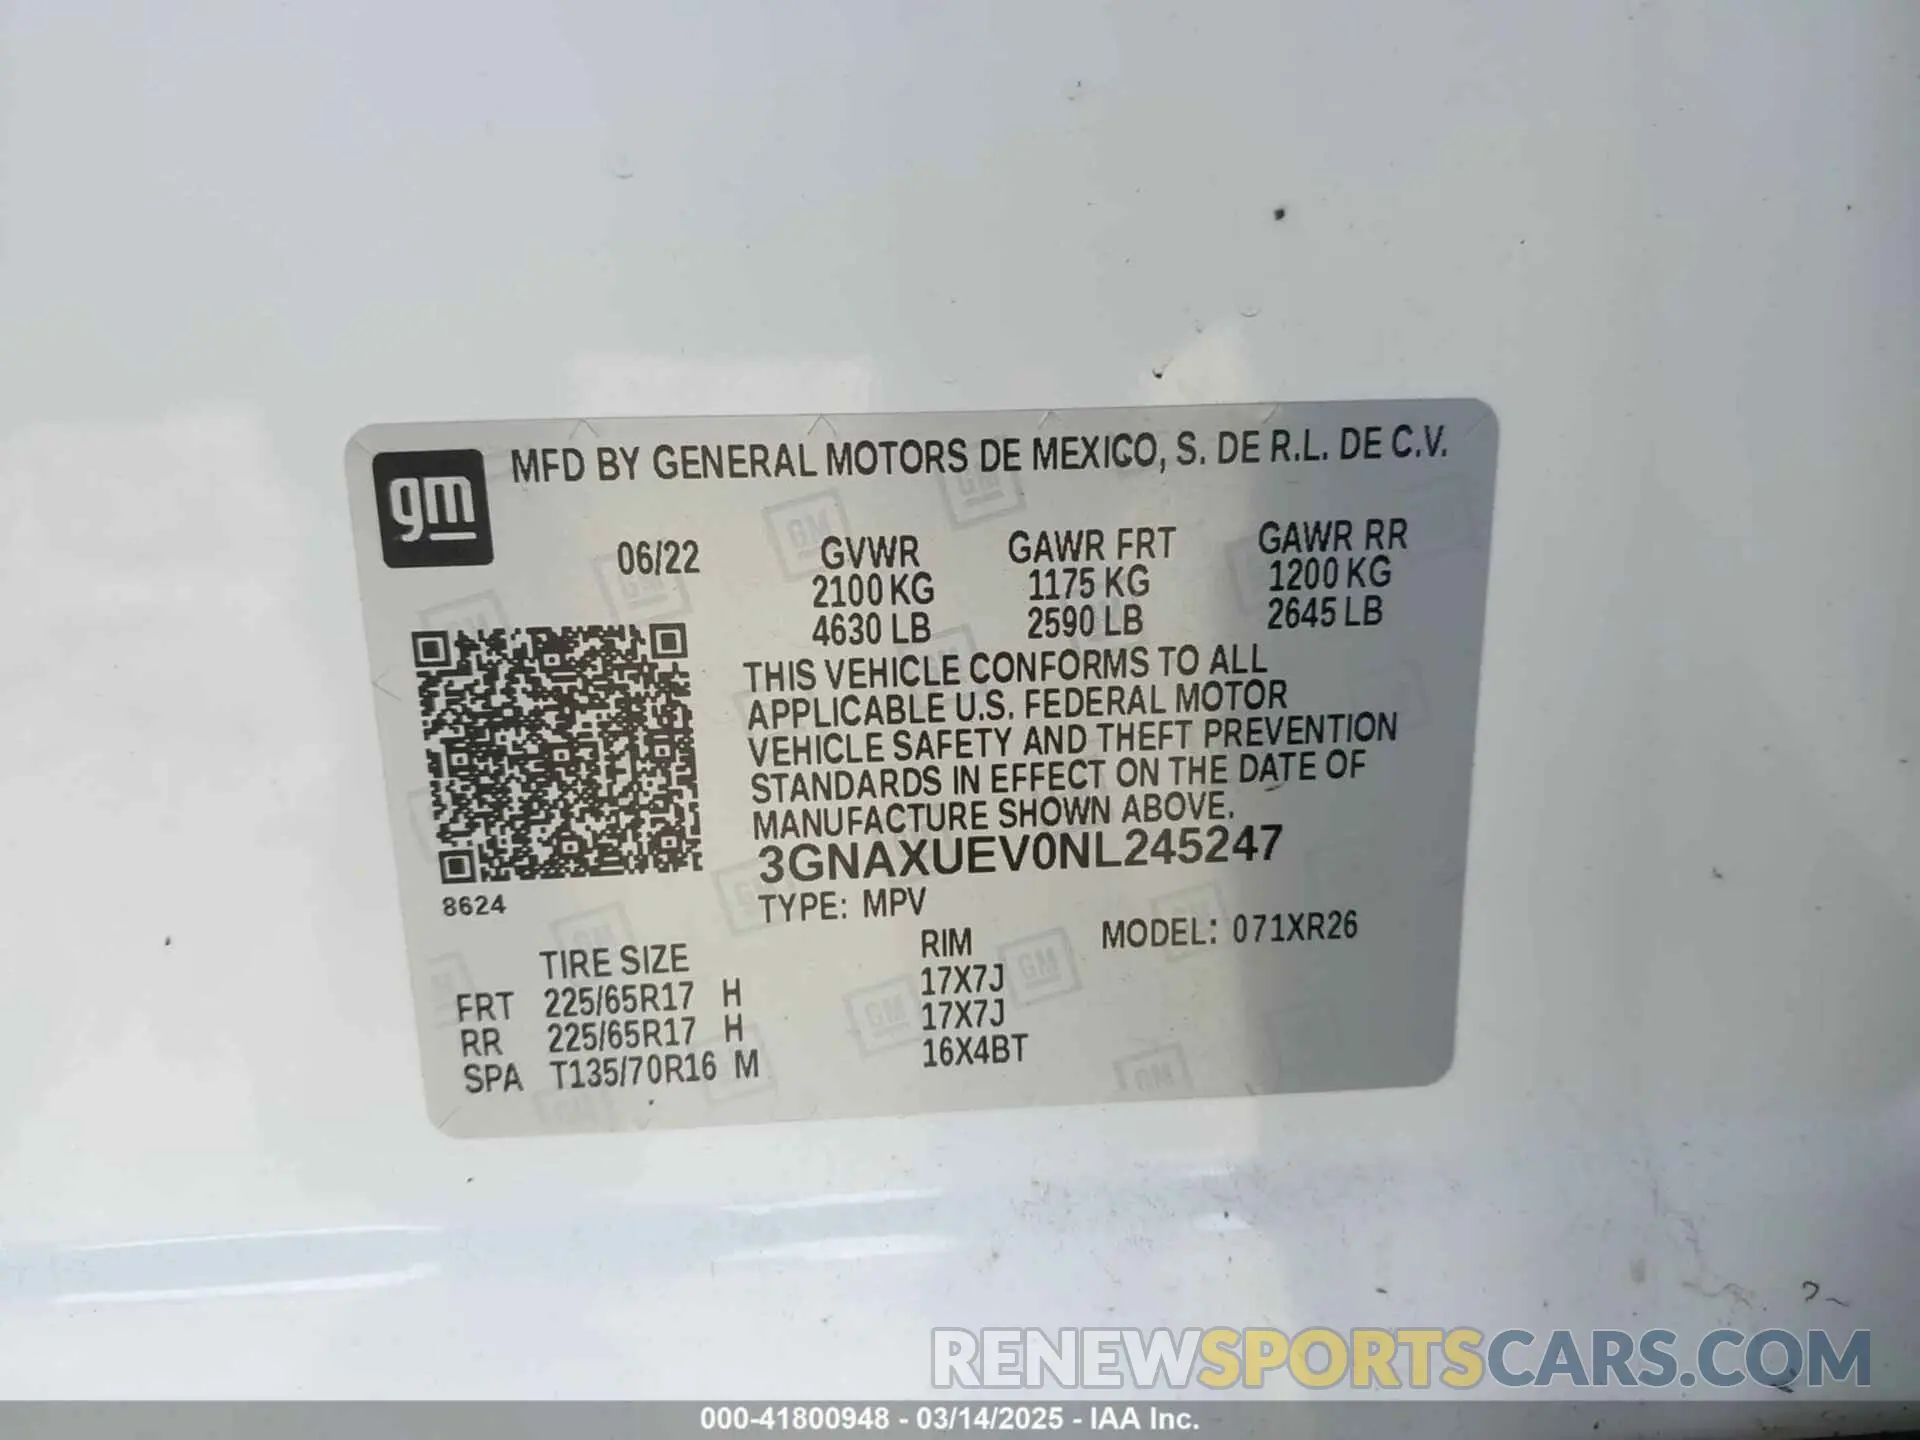 gm
MFD BY GENERAL MOTORS DE MEXICO, S. DE R.L. DE C.V.
06/22 GVWR GAWR FRT GAWR RR
2100 KG 1175 KG 1200 KG
4630 LB 2590 LB 2645 LB
THIS VEHICLE CONFORMS TO ALL
APPLICABLE U.S. FEDERAL MOTOR
VEHICLE SAFETY AND THEFT PREVENTION
STANDARDS IN EFFECT ON THE DATE OF
MANUFACTURE SHOWN ABOVE.
3GNAXUEV0NL245247
8624
TYPE: MPV
MODEL: 071XR26
TIRE SIZE RIM
FRT 225/65R17 H 17X7J
RR 225/65R17 H 17X7J
SPA T135/70R16 M 16X4BT
RENEWSPORTSCARS.COM
000-41800948 - 03/14/2025 - IAA Inc.